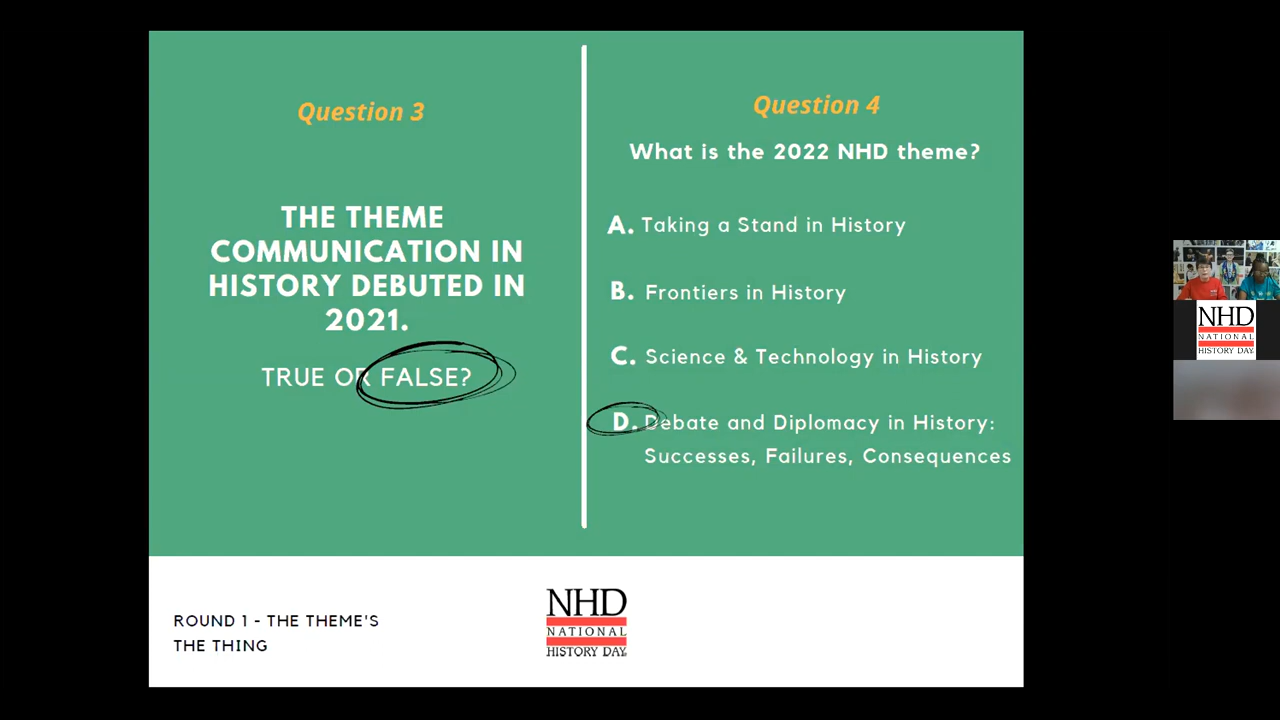 Question 3
THE THEME
COMMUNICATION IN
HISTORY DEBUTED IN
2021.
TRUE OR FALSE?
Question 4
What is the 2022 NHD theme?
A. Taking a Stand in History
B. Frontiers in History
C. Science & Technology in History
D. Debate and Diplomacy in History:
Successes, Failures, Consequences
ROUND 1 - THE THEME'S
THE THING
NHD
NATIONAL
HISTORY DAY
NHD
NATIONAL
HISTORY DAY